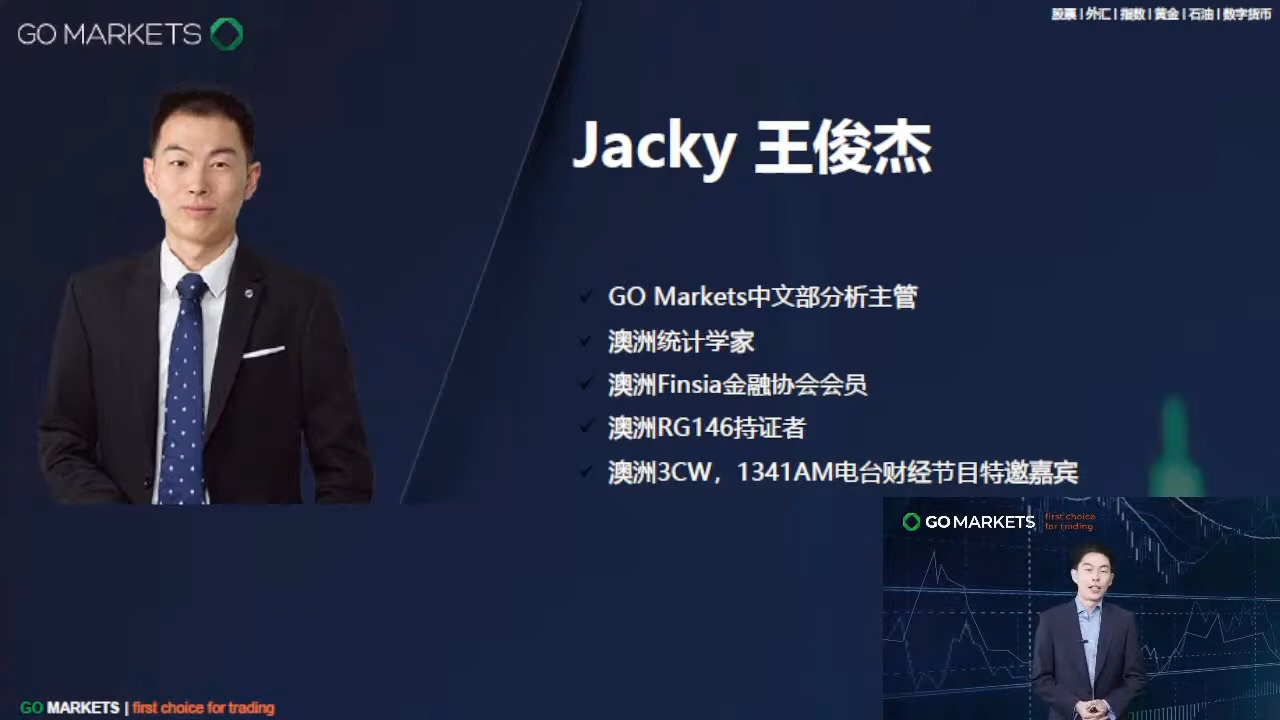 GO MARKETS
股票 | 外汇 | 指数 | 黄金 | 石油 | 数字货币
Jacky 王俊杰
GO Markets中文部分析主管
澳洲统计学家
澳洲Finsia金融协会会员
澳洲RG146持证者
澳洲3CW，1341AM电台财经节目特邀嘉宾
GO MARKETS first choice
for trading
GO MARKETS | first choice for trading